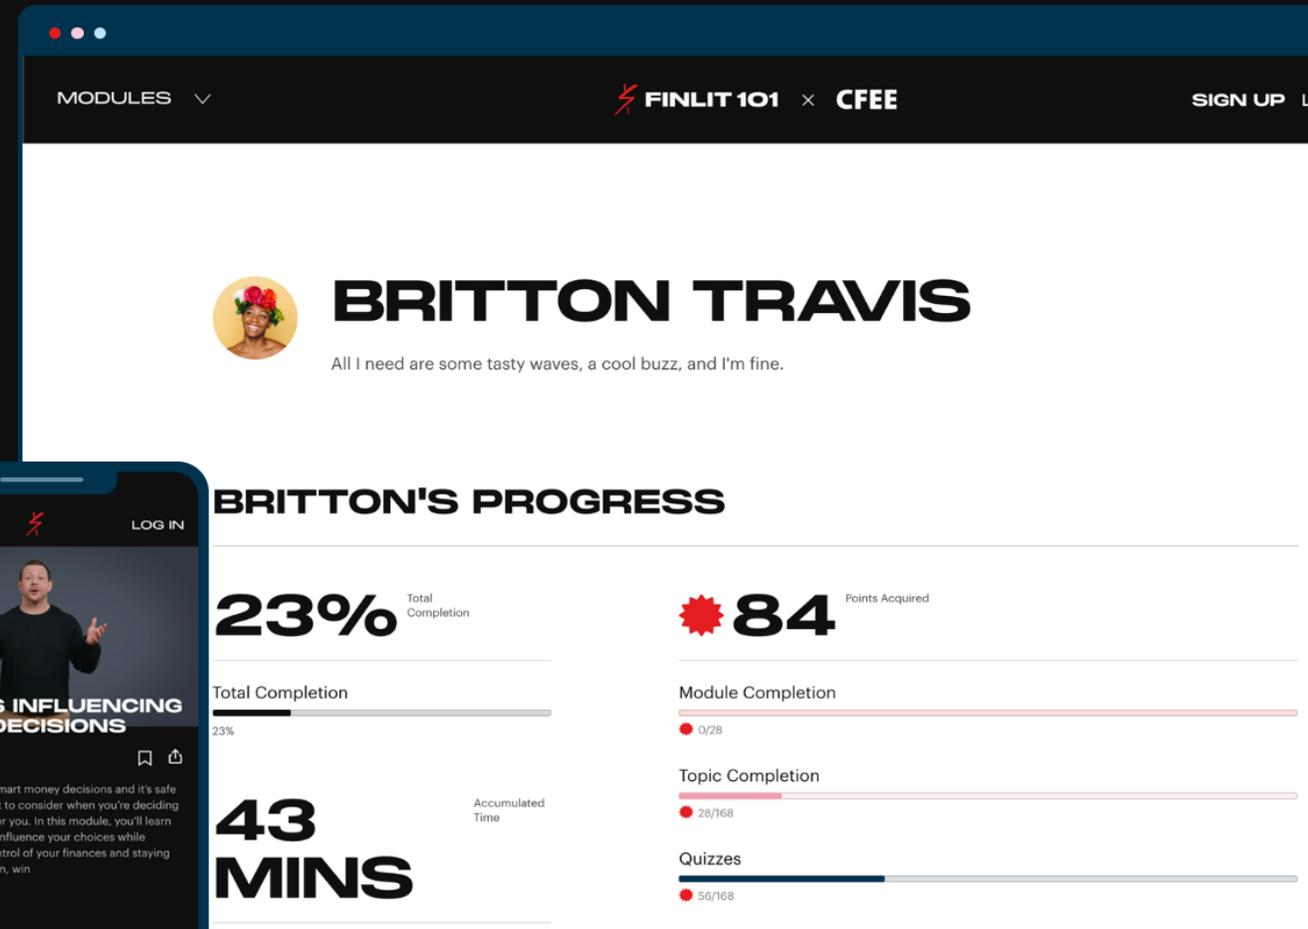 MODULES
FINLIT 101 × CFEE
SIGN UP
BRITTON TRAVIS
All I need are some tasty waves, a cool buzz, and I'm fine.
BRITTON'S PROGRESS
23%
Total
Completion
Total Completion
23%
43
MINS
Accumulated
Time
84
Points Acquired
Module Completion
0/28
Topic Completion
28/168
Quizzes
56/168
LOG IN
INFLUENCING
DECISIONS
smart money decisions and it's safe
to consider when you're deciding
you. In this module, you'll learn
influence your choices while
of your finances and staying
win